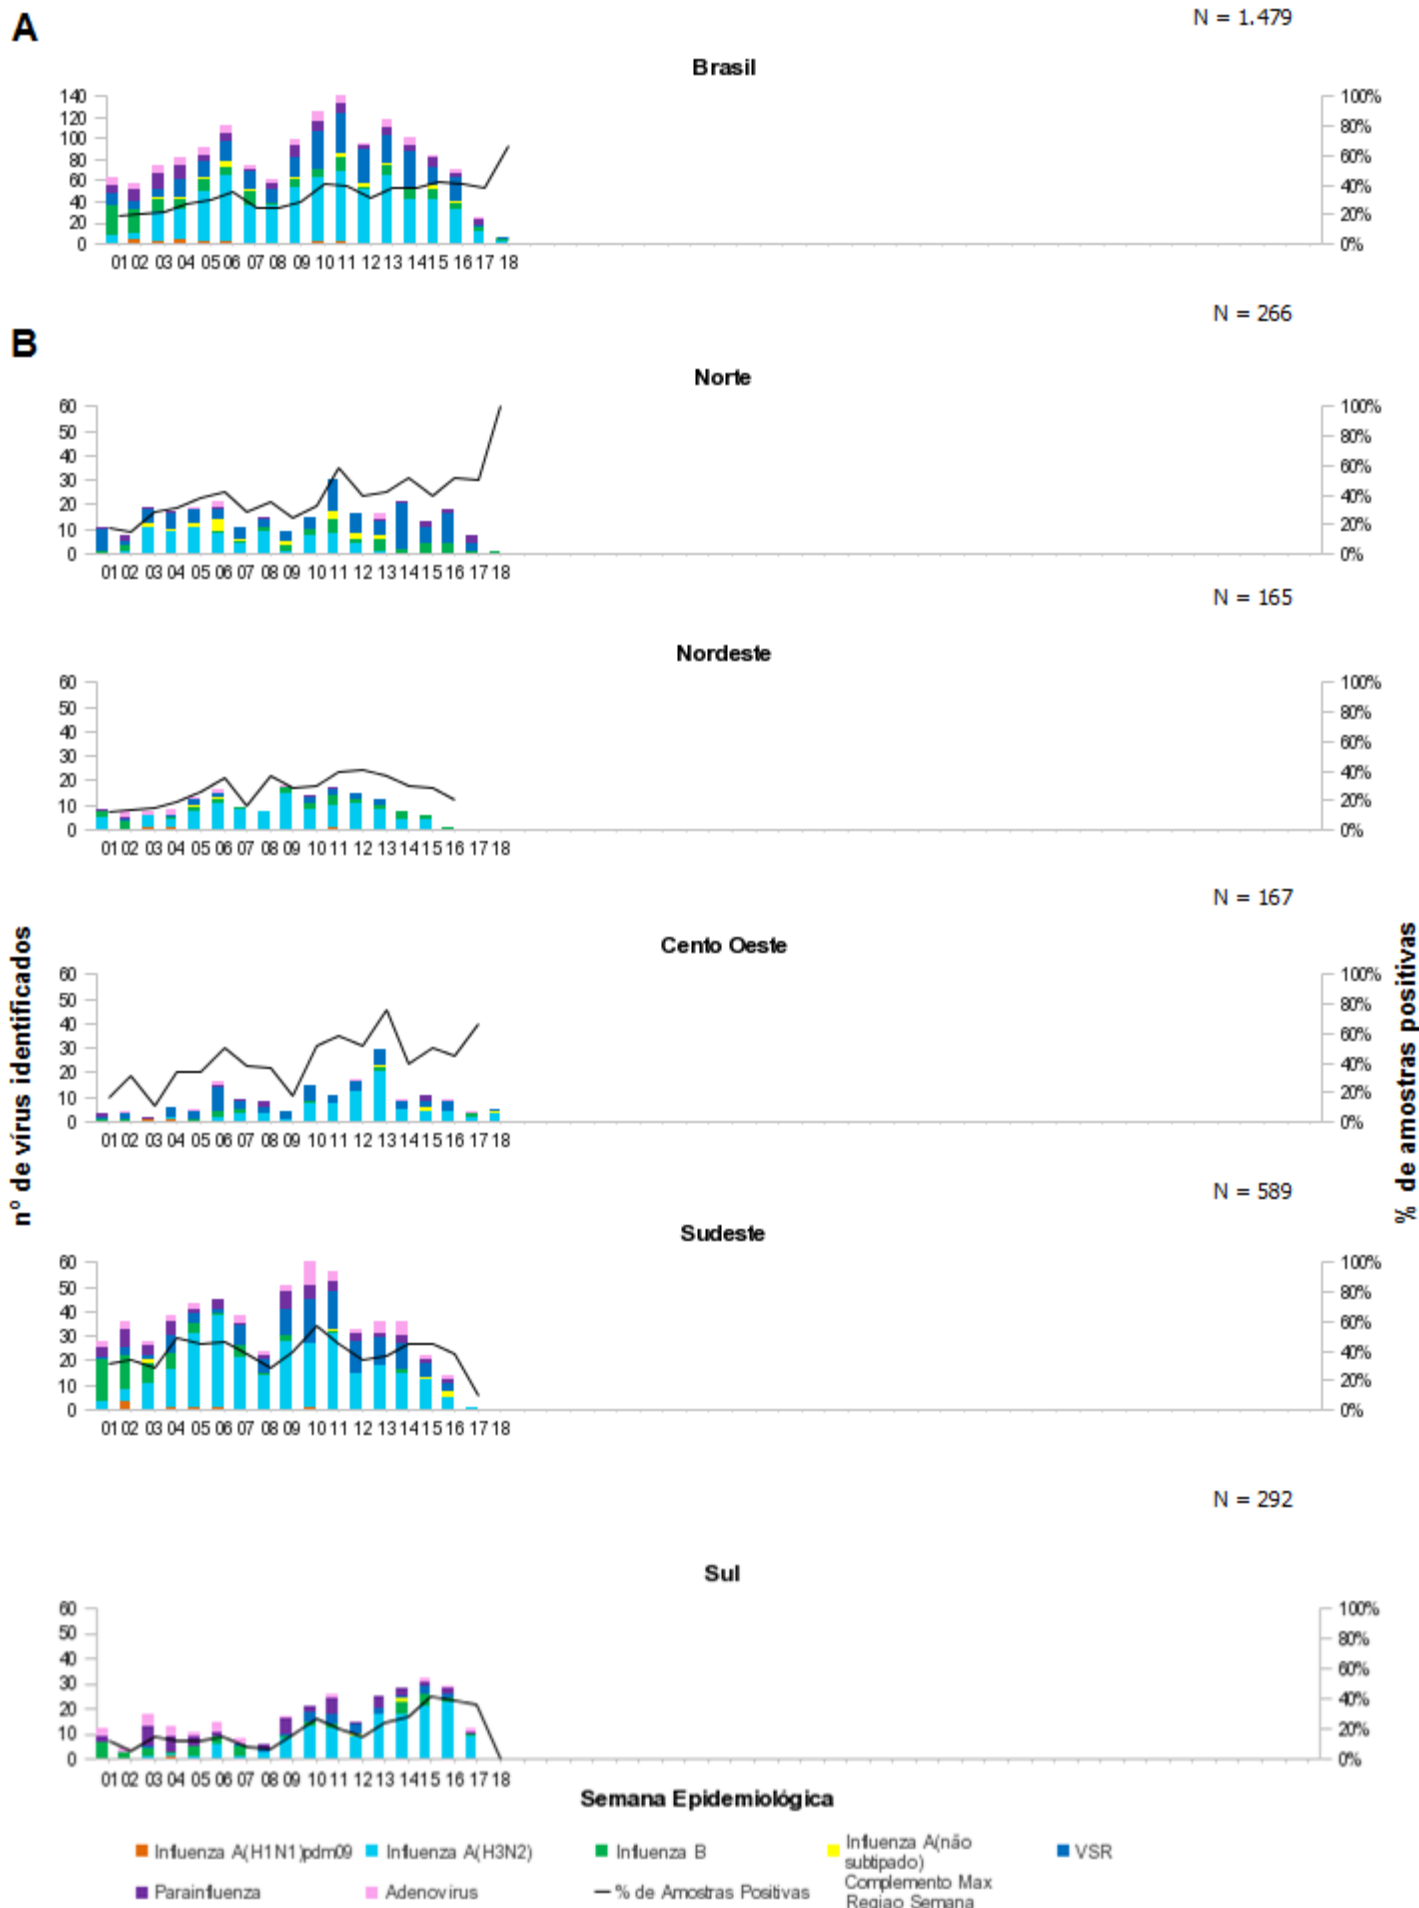 A
N = 1.479
Brasil
140
120
100
80
60
40
20
0
100%
80%
60%
40%
20%
0%
01 02 03 04 05 06 07 08 09 10 11 12 13 14 15 16 17 18
N = 266
B
Norte
60
50
40
30
20
10
0
100%
80%
60%
40%
20%
0%
01 02 03 04 05 06 07 08 09 10 11 12 13 14 15 16 17 18
N = 165
Nordeste
60
50
40
30
20
10
0
100%
80%
60%
40%
20%
0%
01 02 03 04 05 06 07 08 09 10 11 12 13 14 15 16 17 18
N = 167
Cento Oeste
60
50
40
30
20
10
0
100%
80%
60%
40%
20%
0%
01 02 03 04 05 06 07 08 09 10 11 12 13 14 15 16 17 18
nº de vírus identificados
% de amostras positivas
N = 589
Sudeste
60
50
40
30
20
10
0
100%
80%
60%
40%
20%
0%
01 02 03 04 05 06 07 08 09 10 11 12 13 14 15 16 17 18
N = 292
Sul
60
50
40
30
20
10
0
100%
80%
60%
40%
20%
0%
01 02 03 04 05 06 07 08 09 10 11 12 13 14 15 16 17 18
Semana Epidemiológica
Influenza A(H1N1)pdm09
Influenza A(H3N2)
Influenza B
Influenza A(não
subtipado)
VSR
Parainfluenza
Adenovirus
% de Amostras Positivas
Complemento Max
Regiao Semana